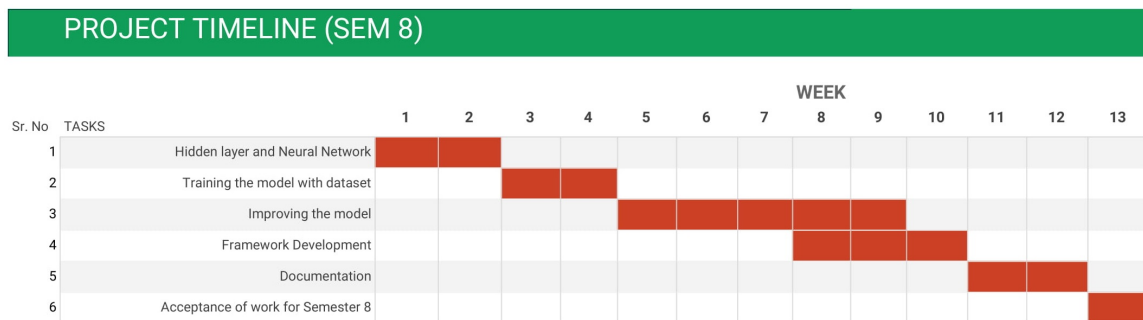 PROJECT TIMELINE (SEM 8)
WEEK
Sr. No TASKS 1 2 3 4 5 6 7 8 9 10 11 12 13
1 Hidden layer and Neural Network
2 Training the model with dataset
3 Improving the model
4 Framework Development
5 Documentation
6 Acceptance of work for Semester 8